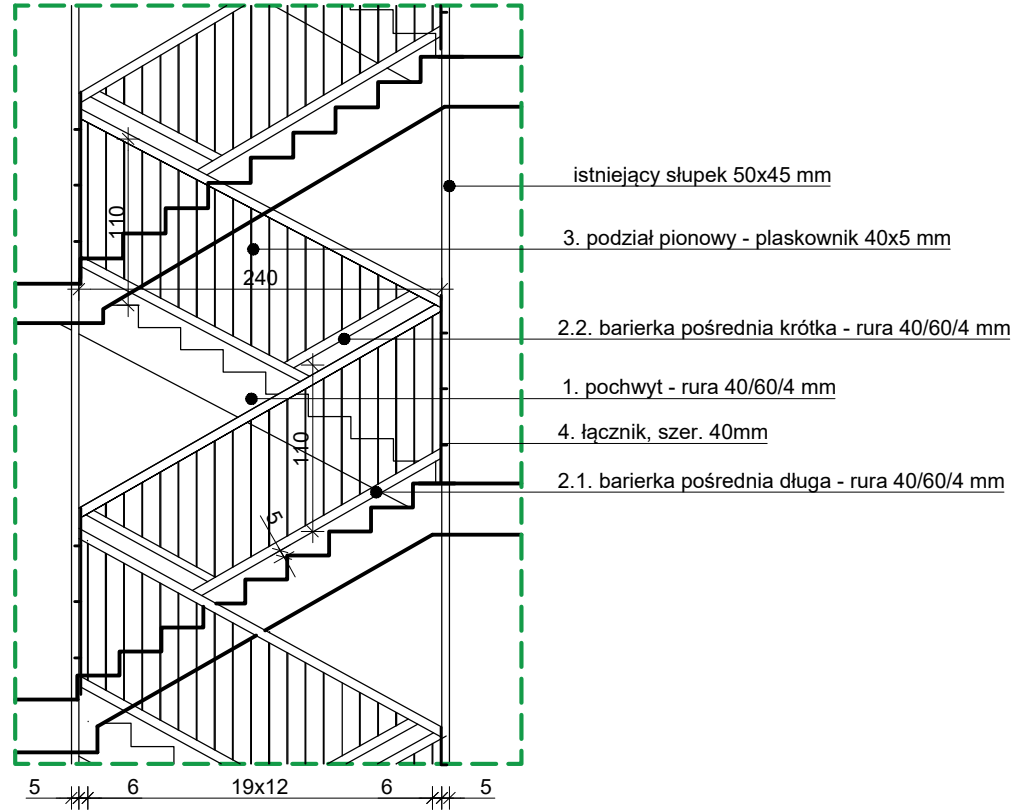 istniejący słupek 50x45 mm
3. podział pionowy - plaskownik 40x5 mm
110
240
2.2. barierka pośrednia krótka - rura 40/60/4 mm
1. pochwyt - rura 40/60/4 mm
4. łącznik, szer. 40mm
110
2.1. barierka pośrednia długa - rura 40/60/4 mm
5
5 6 19x12 6 5